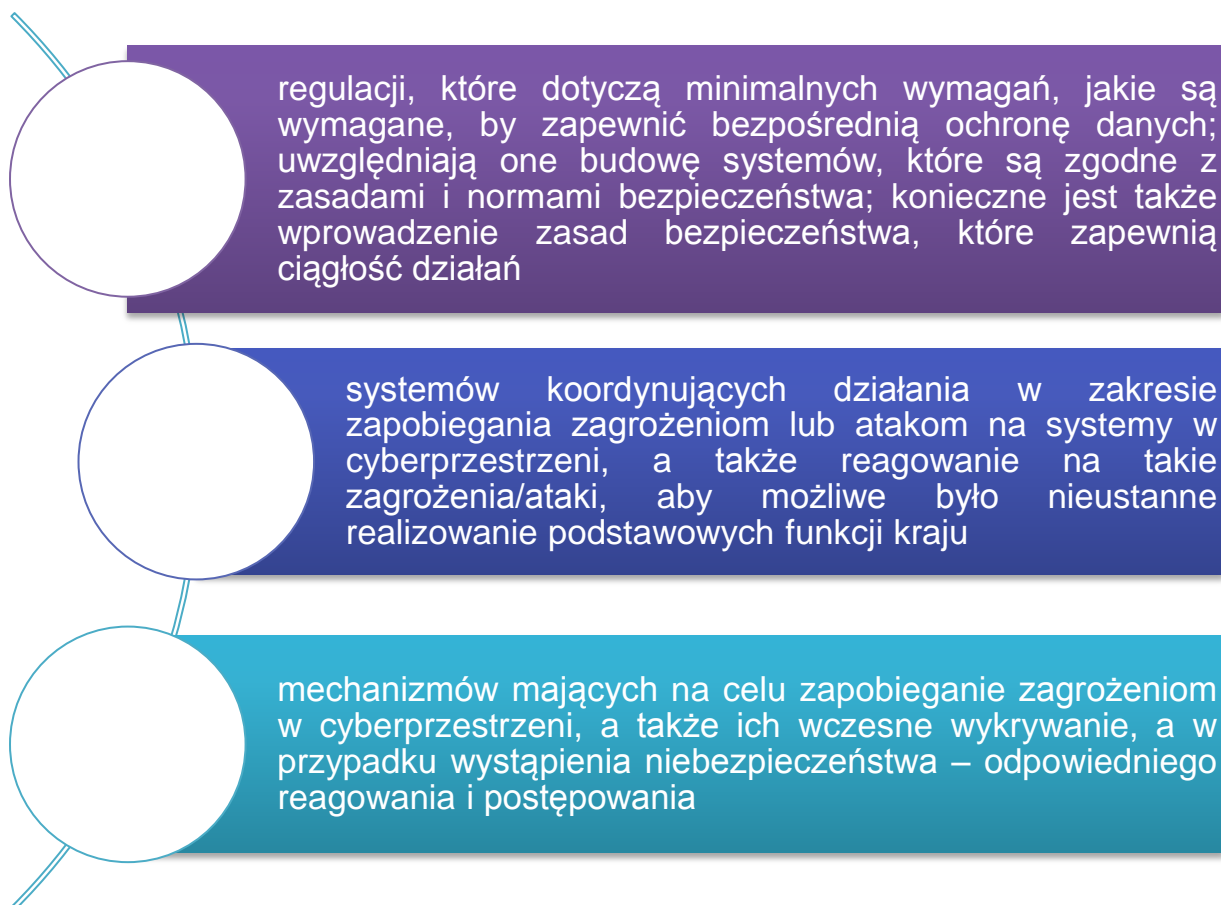 regulacji, które dotyczą minimalnych wymagań, jakie są
wymagane, by zapewnić bezpośrednią ochronę danych;
uwzględniają one budowę systemów, które są zgodne z
zasadami i normami bezpieczeństwa; konieczne jest także
wprowadzenie zasad bezpieczeństwa, które zapewnią
ciągłość działań
systemów koordynujących działania w zakresie
zapobiegania zagrożeniom lub atakom na systemy w
cyberprzestrzeni, a także reagowanie na takie
zagrożenia/ataki, aby możliwe było nieustanne
realizowanie podstawowych funkcji kraju
mechanizmów mających na celu zapobieganie zagrożeniom
w cyberprzestrzeni, a także ich wczesne wykrywanie, a w
przypadku wystąpienia niebezpieczeństwa – odpowiedniego
reagowania i postępowania